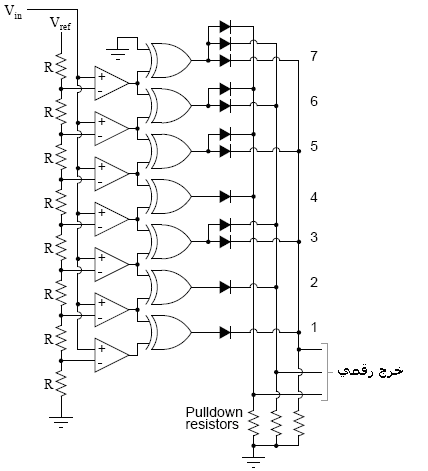 Vin
Vref
R
R
R
R
R
R
R
R
+
-
+
-
+
-
+
-
+
-
+
-
+
-
7
6
5
4
3
2
1
خرج رقمي
Pulldown
resistors